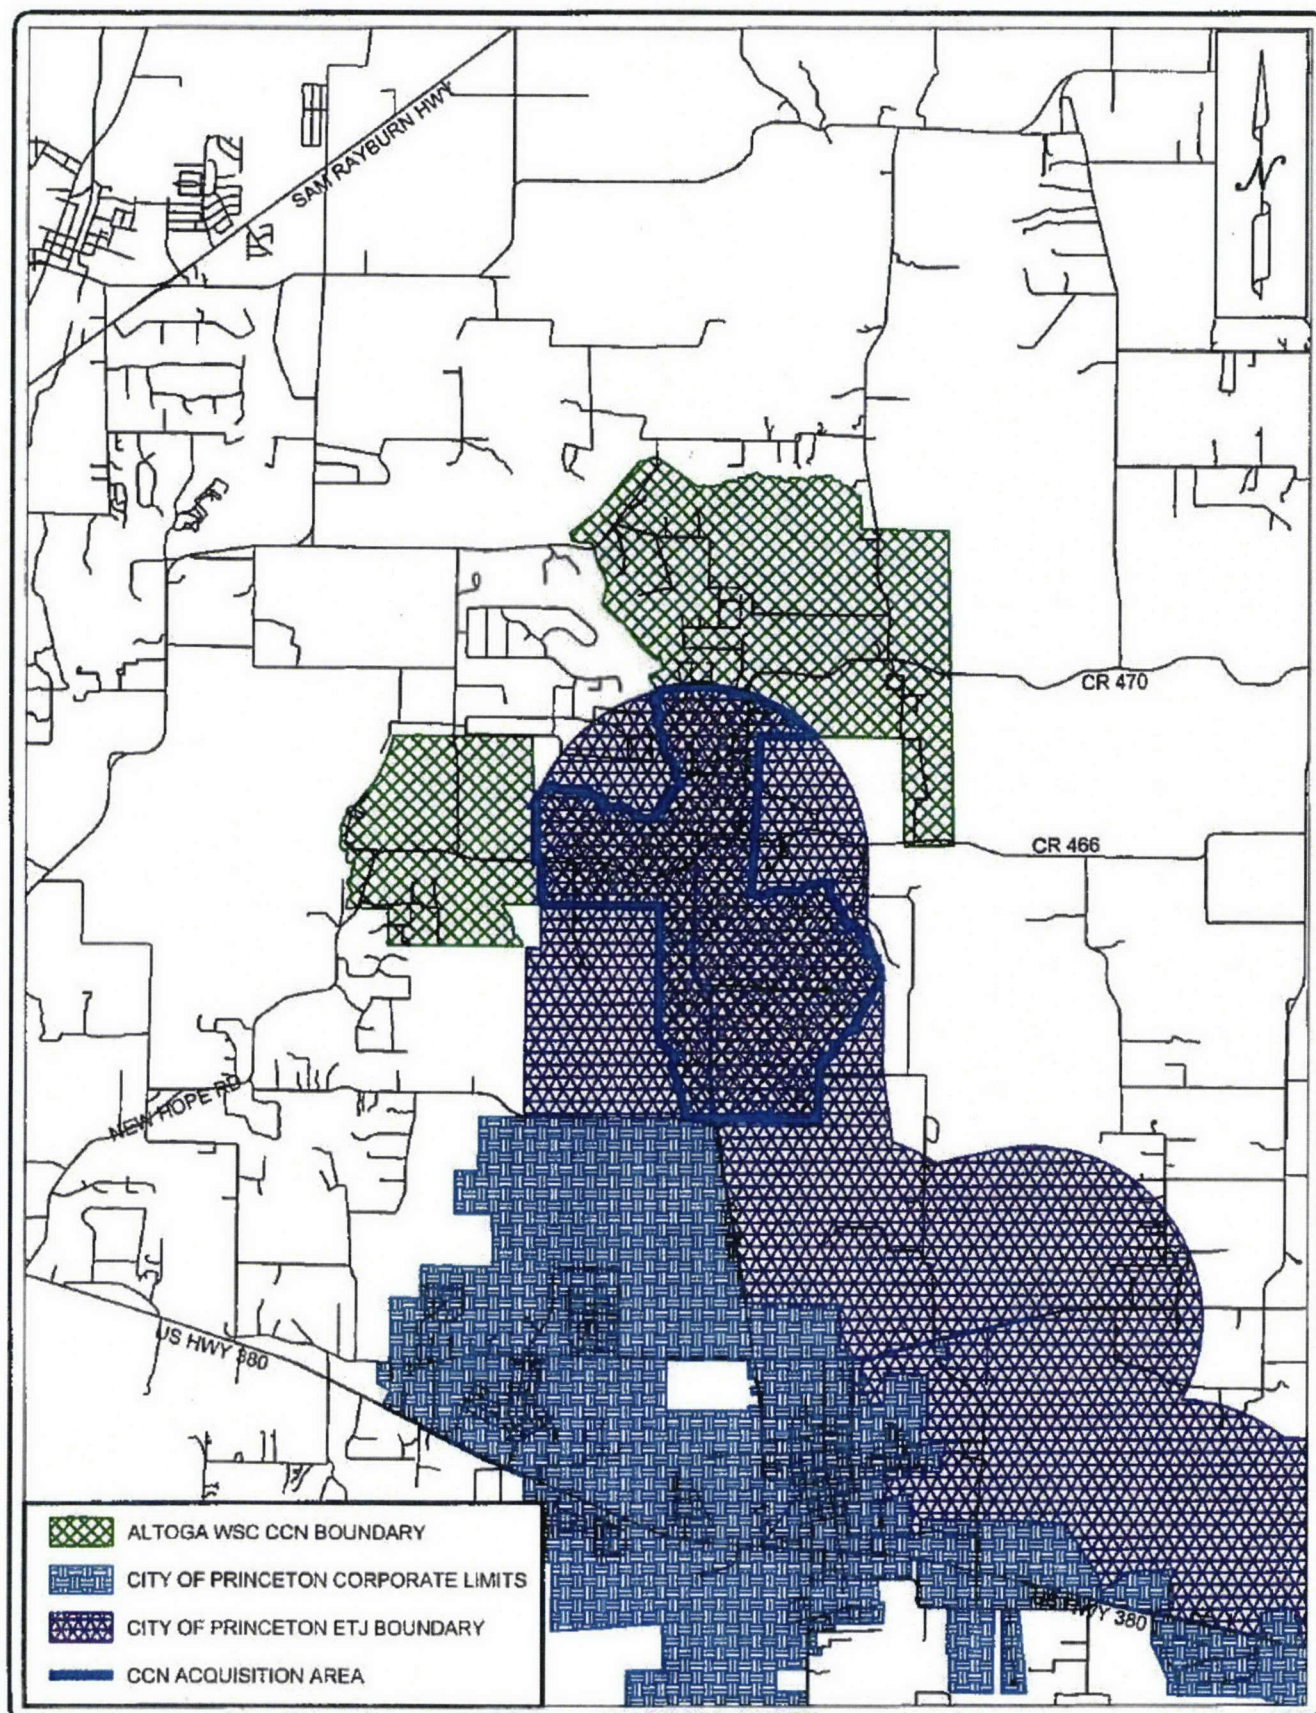 SAM RAYBURN HWY
N
CR 470
CR 466
NEW HOPE RD
US HWY 380
US HWY 380
ALTOGA WSC CCN BOUNDARY
CITY OF PRINCETON CORPORATE LIMITS
CITY OF PRINCETON ETJ BOUNDARY
CCN ACQUISITION AREA